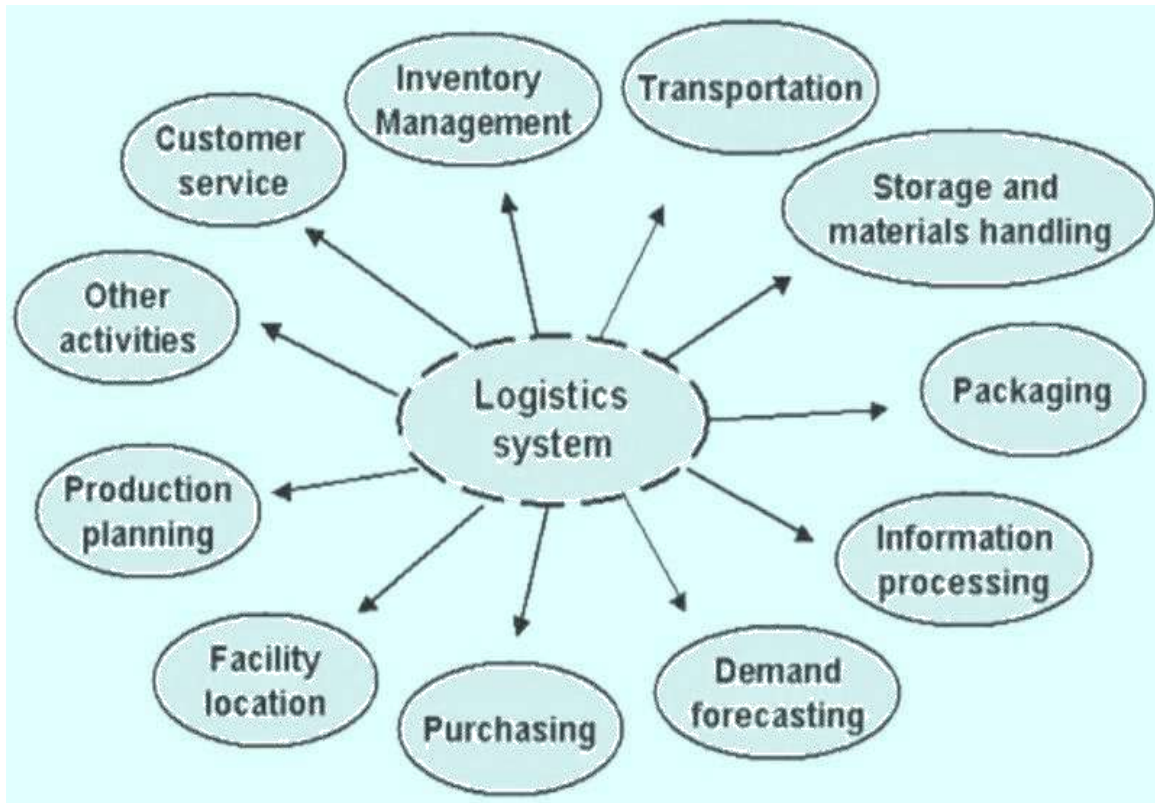 Inventory
Management
Transportation
Customer
service
Storage and
materials handling
Other
activities
Logistics
system
Packaging
Production
planning
Information
processing
Facility
location
Purchasing
Demand
forecasting